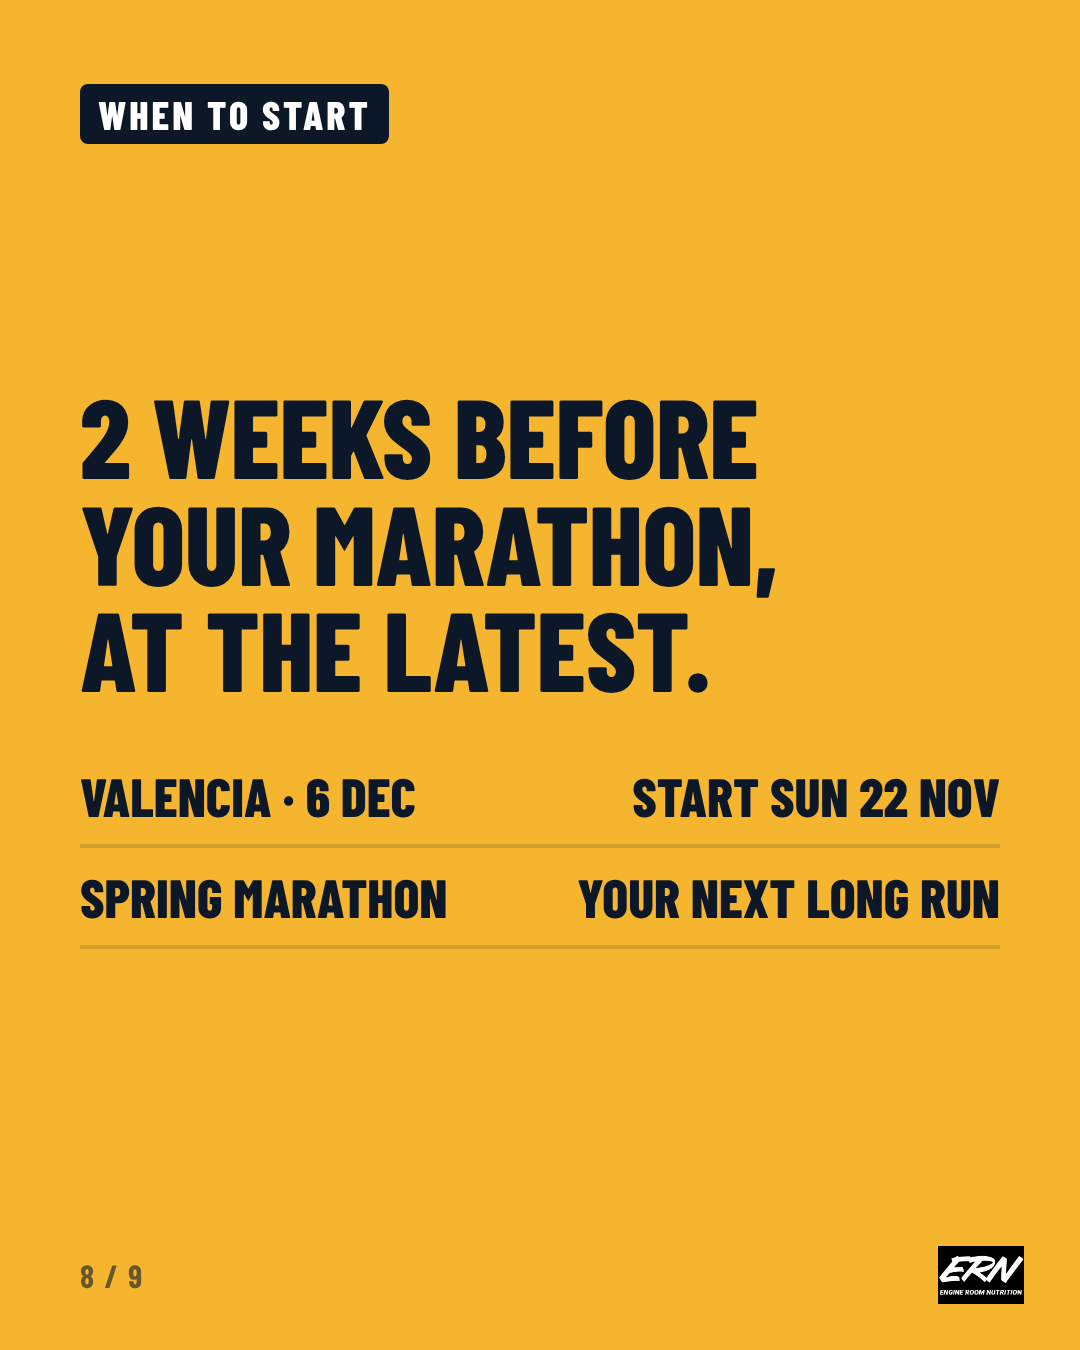 WHEN TO START
2 WEEKS BEFORE
YOUR MARATHON,
AT THE LATEST.
VALENCIA · 6 DEC START SUN 22 NOV
SPRING MARATHON YOUR NEXT LONG RUN
8 / 9
ERN
ENGINE ROOM NUTRITION